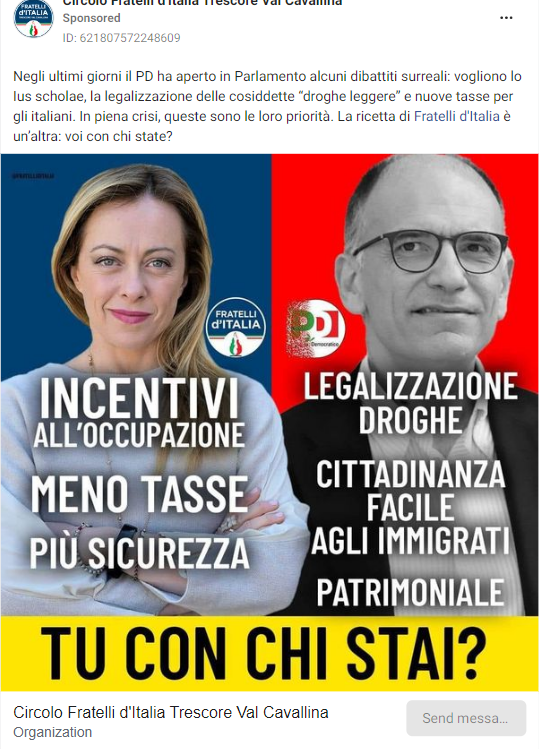 Circolo Fratelli d'Italia Trescore Val Cavallina
Sponsored
ID: 621807572248609
Negli ultimi giorni il PD ha aperto in Parlamento alcuni dibattiti surreali: vogliono lo
Ius scholae, la legalizzazione delle cosiddette “droghe leggere” e nuove tasse per
gli italiani. In piena crisi, queste sono le loro priorità. La ricetta di Fratelli d'Italia è
un’altra: voi con chi state?
FRATELLI
d'ITALIA
PD
Democratico
INCENTIVI
ALL’OCCUPAZIONE
MENO TASSE
PIÙ SICUREZZA
LEGALIZZAZIONE
DROGHE
CITTADINANZA
FACILE
AGLI IMMIGRATI
PATRIMONIALE
TU CON CHI STAI?
Circolo Fratelli d'Italia Trescore Val Cavallina
Organization
Send messa...